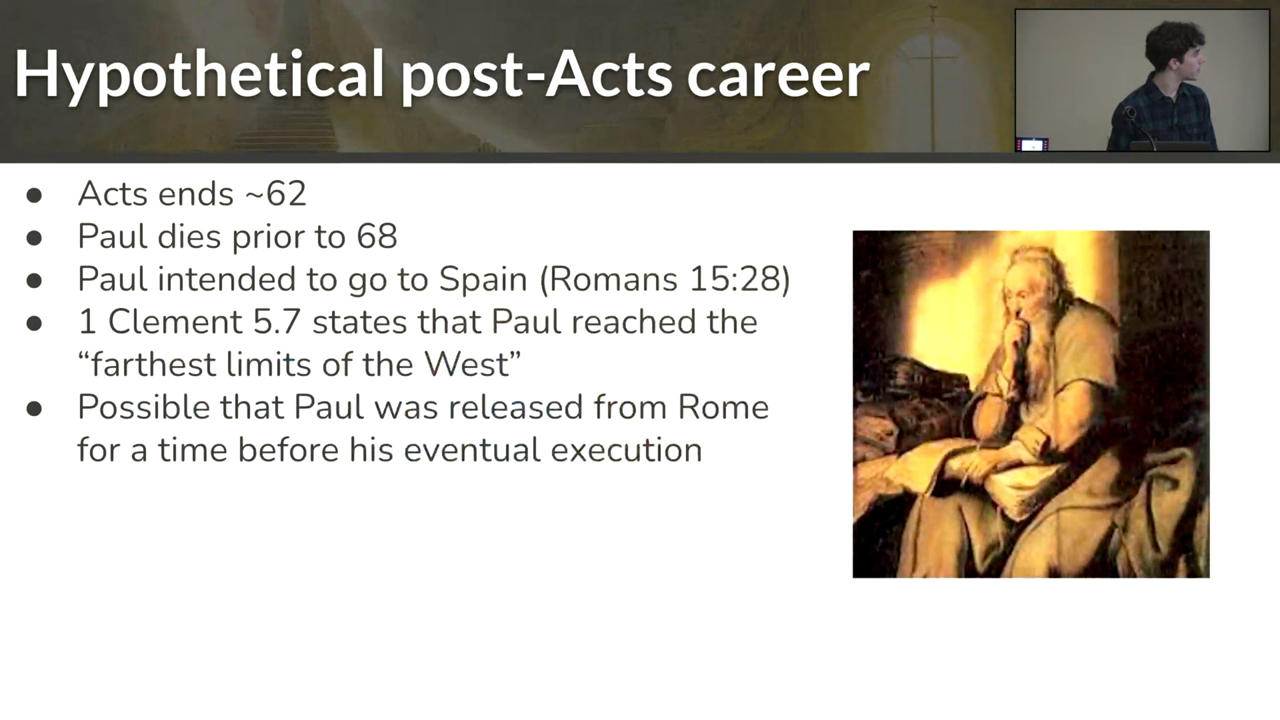 Hypothetical post-Acts career
● Acts ends ~62
● Paul dies prior to 68
● Paul intended to go to Spain (Romans 15:28)
● 1 Clement 5.7 states that Paul reached the
“farthest limits of the West”
● Possible that Paul was released from Rome
for a time before his eventual execution